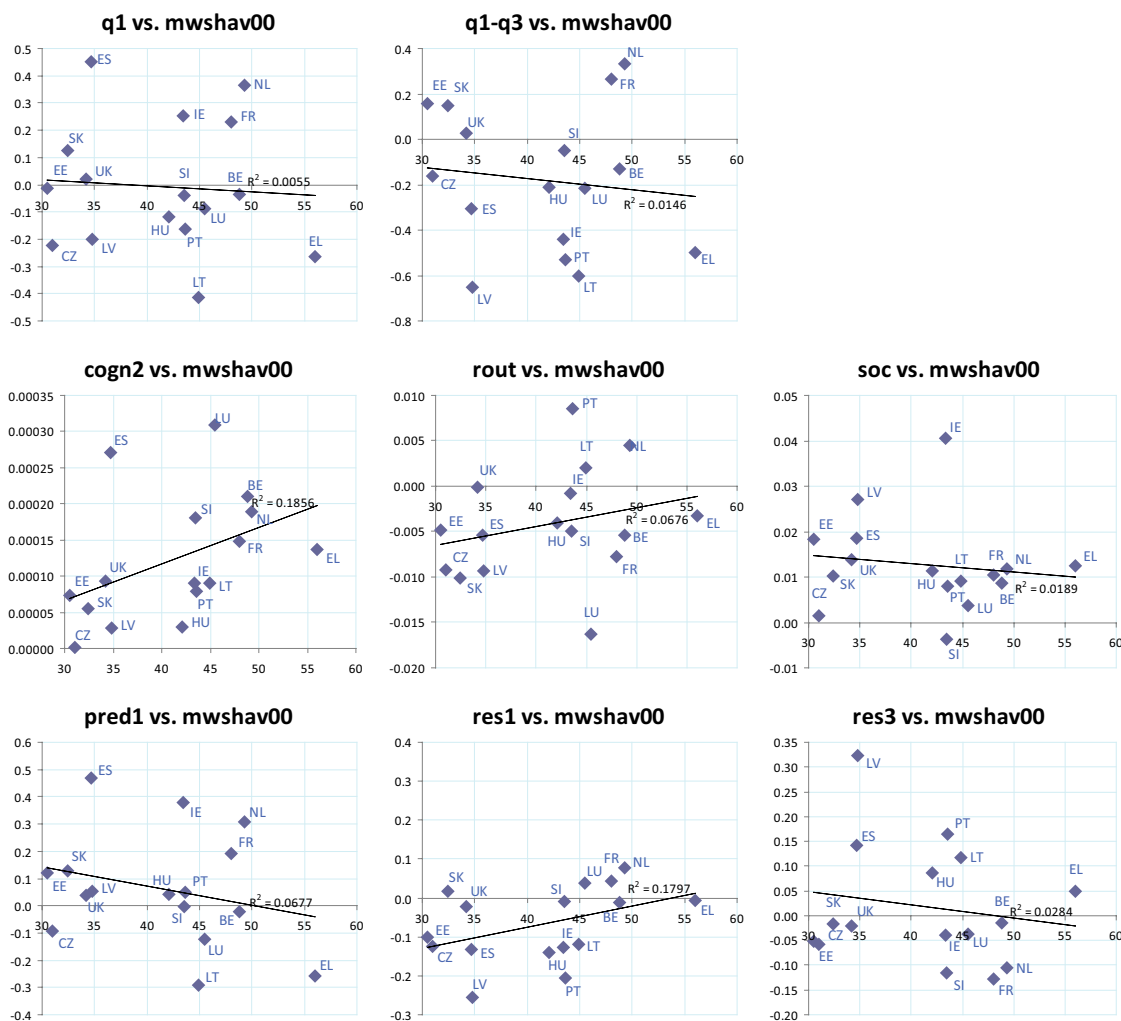 q1 vs. mwshav00
0.5
0.4
0.3
0.2
0.1
0.0
-0.1
-0.2
-0.3
-0.4
-0.5
30 35 40 45 50 55 60
ES
NL
IE
FR
SK
EE
UK
SI
BE
R² = 0.0055
LU
HU
PT
CZ
LV
EL
LT
q1-q3 vs. mwshav00
0.4
0.2
0.0
-0.2
-0.4
-0.6
-0.8
30 35 40 45 50 55 60
NL
FR
EE
SK
UK
SI
BE
CZ
HU
LU
R² = 0.0146
ES
IE
PT
EL
LT
LV
cogn2 vs. mwshav00
0.00035
0.00030
0.00025
0.00020
0.00015
0.00010
0.00005
0.00000
30 35 40 45 50 55 60
LU
ES
BE
R² = 0.1856
SI
NL
FR
EL
UK
IE
EE
LT
SK
PT
LV
HU
CZ
rout vs. mwshav00
0.010
0.005
0.000
-0.005
-0.010
-0.015
-0.020
30 35 40 45 50 55 60
PT
LT
NL
UK
IE
R² = 0.0676
EL
EE
ES
HU
SI
BE
CZ
LV
FR
SK
LU
soc vs. mwshav00
0.05
0.04
0.03
0.02
0.01
0.00
-0.01
30 35 40 45 50 55 60
IE
LV
EE
ES
UK
LT
FR
NL
EL
SK
HU
PT
BE
R² = 0.0189
CZ
LU
SI
pred1 vs. mwshav00
0.6
0.5
0.4
0.3
0.2
0.1
0.0
-0.1
-0.2
-0.3
-0.4
30 35 40 45 50 55 60
ES
IE
NL
FR
SK
EE
LV
HU
PT
R² = 0.0677
UK
SI
BE
CZ
LU
LT
EL
res1 vs. mwshav00
0.4
0.3
0.2
0.1
0.0
-0.1
-0.2
-0.3
30 35 40 45 50 55 60
FR
NL
LU
SK
UK
SI
R² = 0.1797
BE
EL
EE
IE
LT
CZ
ES
HU
PT
LV
res3 vs. mwshav00
0.35
0.30
0.25
0.20
0.15
0.10
0.05
0.00
-0.05
-0.10
-0.15
-0.20
30 35 40 45 50 55 60
LV
PT
ES
LT
HU
EL
SK
UK
BE
R² = 0.0284
CZ
EE
IE
LU
SI
NL
FR